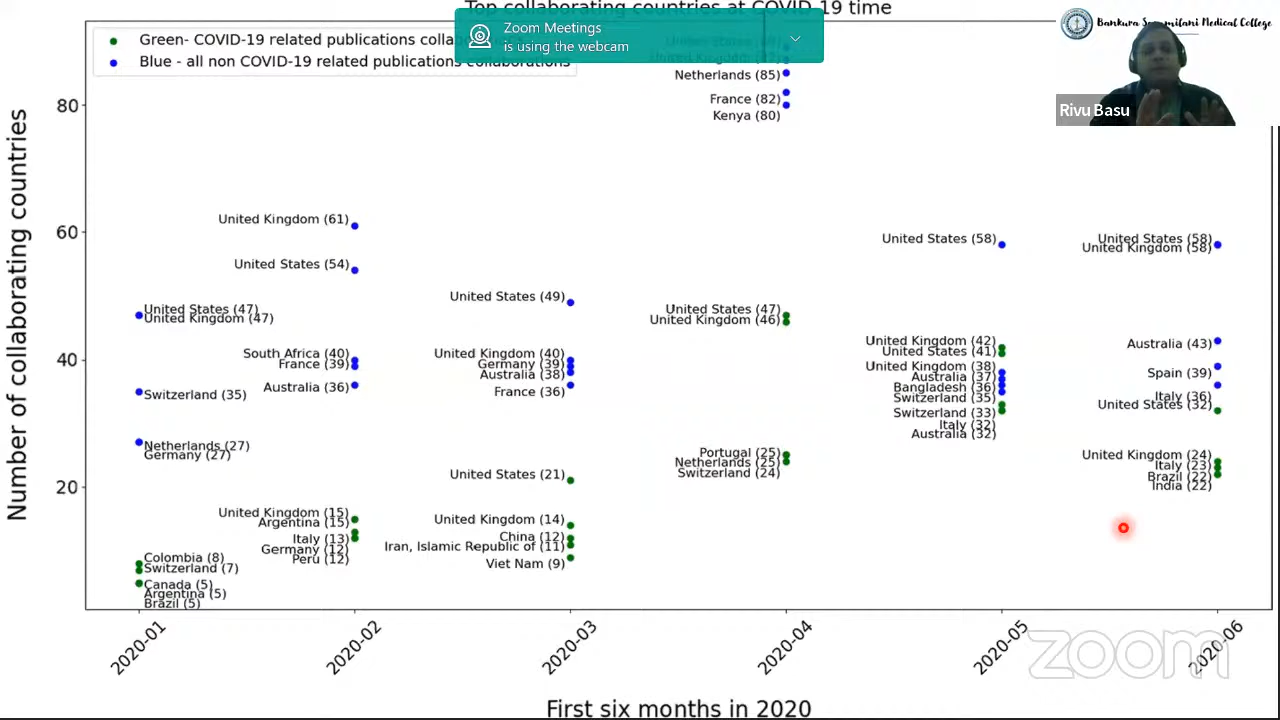 Top collaborating countries at COVID-19 time
Zoom Meetings
is using the webcam
Bankura Sammilani Medical College
Rivu Basu
Green- COVID-19 related publications
Blue - all non COVID-19 related publications collaborations
Number of collaborating countries
80
60
40
20
United States (47)
United Kingdom (47)
Switzerland (35)
Netherlands (27)
Germany (27)
Colombia (8)
Switzerland (7)
Canada (5)
Argentina (5)
Brazil (5)
United Kingdom (61)
United States (54)
South Africa (40)
France (39)
Australia (36)
United Kingdom (15)
Argentina (15)
Italy (13)
Germany (12)
Peru (12)
United States (49)
United Kingdom (40)
Germany (39)
Australia (38)
France (36)
United States (21)
United Kingdom (14)
China (12)
Iran, Islamic Republic of (11)
Viet Nam (9)
Netherlands (85)
France (82)
Kenya (80)
United States (47)
United Kingdom (46)
Portugal (25)
Netherlands (25)
Switzerland (24)
United States (58)
United Kingdom (42)
United States (41)
United Kingdom (38)
Australia (37)
Bangladesh (36)
Switzerland (35)
Switzerland (33)
Italy (32)
Australia (32)
United States (58)
United Kingdom (58)
Australia (43)
Spain (39)
Italy (36)
United States (32)
United Kingdom (24)
Italy (23)
Brazil (22)
India (22)
2020-01
2020-02
2020-03
2020-04
2020-05
2020-06
First six months in 2020
zoom